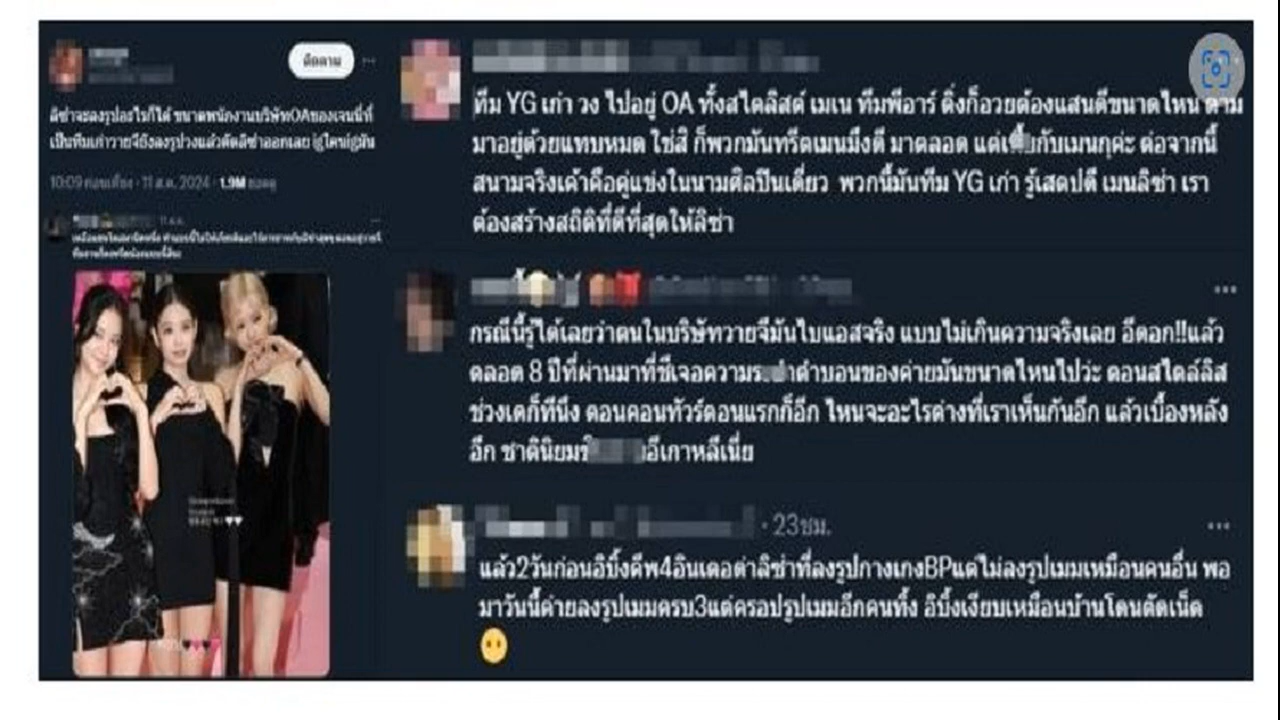 ติดตาม
ลิซ่าจะลงรูปอะไรก็ได้ ขนาดพนักงานบริษัทOAของเจนนี่ที่
เป็นทีมเก่าวายจียังลงรูปวงแล้วตัดลิซ่าออกเลย igใครigมัน
10:09 ก่อนเที่ยง · 11 ส.ค. 2024 · 1.9M
ทีม YG เก่า วง ไปอยู่ OA ทั้งสไตลิสต์ เมเน ทีมพีอาร์ ติ่งก็อวยต้องแสนดีขนาดไหน ตาม
มาอยู่ด้วยแทบหมด ใช่สิ ก็พวกมันทรีตเมนมึงดี มาตลอด แต่
กับเมนกูค่ะ ต่อจากนี้
สนามจริงเค้าคือคู่แข่งในนามศิลปินเดี่ยว พวกนี้มันทีม YG เก่า รู้เสตปดี เมนลิซ่า เรา
ต้องสร้างสถิติที่ดีที่สุดให้ลิซ่า
กรณีนี้รู้ได้เลยว่าคนในบริษัทวายจีมันไบแอสจริง แบบไม่เกินความจริงเลย อีดอก!!แล้ว
ตลอด 8 ปีที่ผ่านมาที่ชีเจอความ
ของค่ายมันขนาดไหนไปว่ะ ตอนสไตล์ลิส
ช่วงเดก็ทีนึง ตอนคอนทัวร์ตอนแรกก็อีก ไหนจะอะไรต่างที่เราเห็นกันอีก แล้วเบื้องหลัง
อีก ชาตินิยม
อีเกาหลีเนี่ย
23ชม.
แล้ว2วันก่อนอิบิ้งดีพ4อินเตอด่าลิซ่าที่ลงรูปกางเกงBPแต่ไม่ลงรูปเมมเหมือนคนอื่น พอ
มาวันนี้ค่ายลงรูปเมมครบ3แต่ครอปรูปเมมอีกคนทิ้ง อิบิ้งเงียบเหมือนบ้านโดนตัดเน็ต